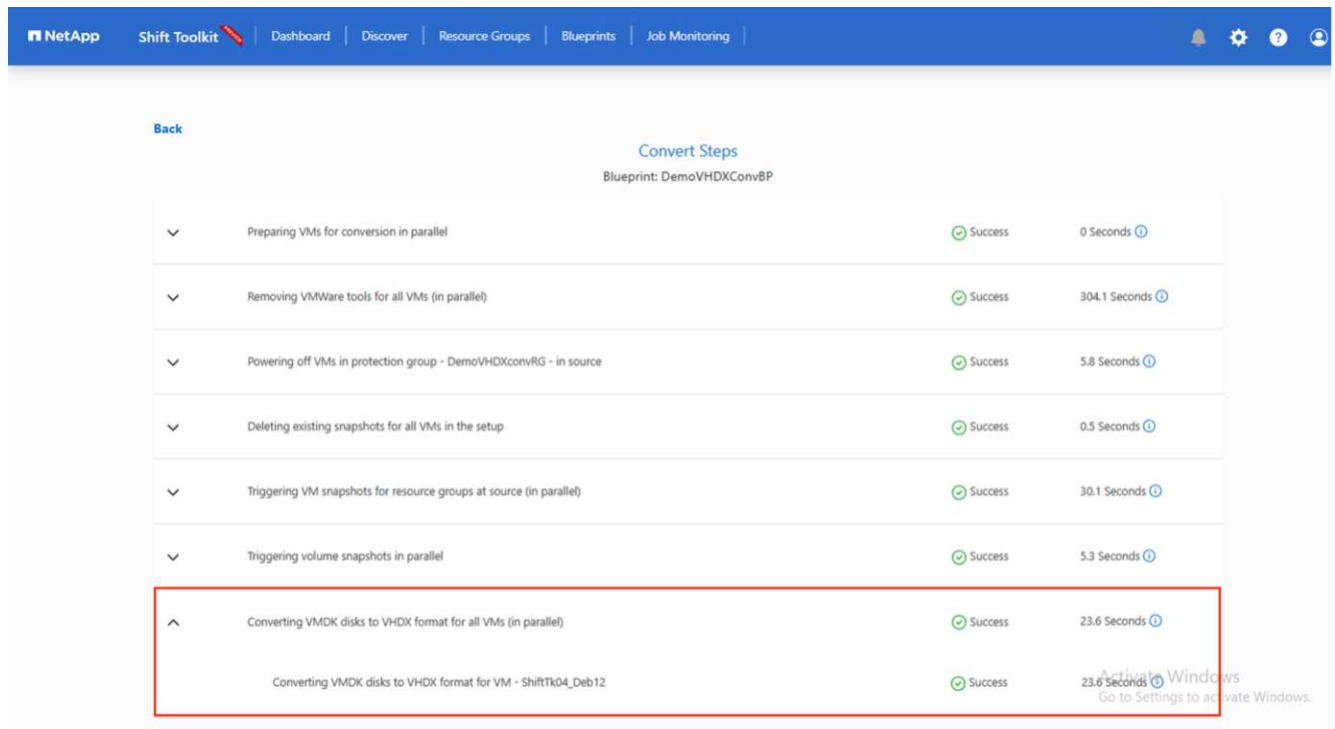 NetApp Shift Toolkit Dashboard Discover Resource Groups Blueprints Job Monitoring
Back
Convert Steps
Blueprint: DemoVHDXConvBP
Preparing VMs for conversion in parallel Success 0 Seconds
Removing VMWare tools for all VMs (in parallel) Success 304.1 Seconds
Powering off VMs in protection group - DemoVHDXconvRG - in source Success 5.8 Seconds
Deleting existing snapshots for all VMs in the setup Success 0.5 Seconds
Triggering VM snapshots for resource groups at source (in parallel) Success 30.1 Seconds
Triggering volume snapshots in parallel Success 5.3 Seconds
Converting VMDK disks to VHDX format for all VMs (in parallel) Success 23.6 Seconds
Converting VMDK disks to VHDX format for VM - ShiftTk04_Deb12 Success 23.6 Seconds
Activate Windows
Go to Settings to activate Windows.